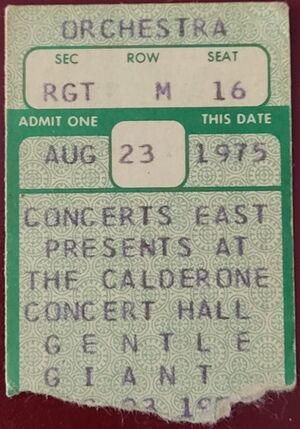 ORCHESTRA
SEC ROW SEAT
RGT M 16
ADMIT ONE THIS DATE
AUG 23 1975
CONCERTS EAST
PRESENTS AT
THE CALDERONE
CONCERT HALL
GENTLE
GIANT
23